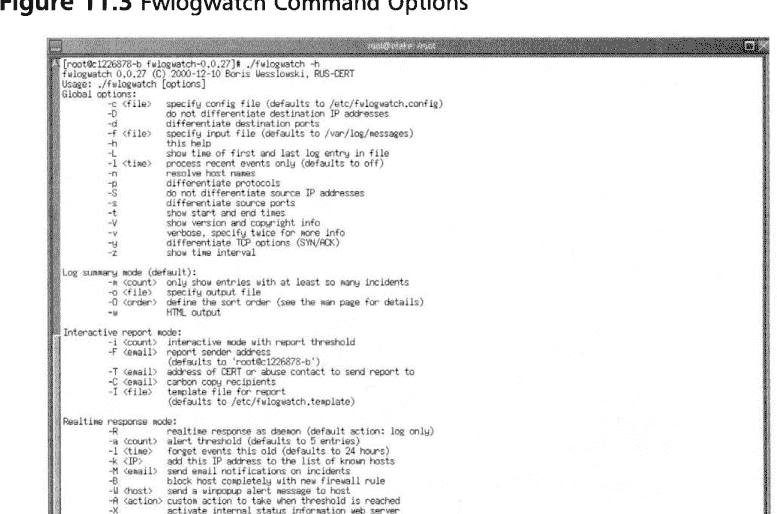 Figure 11.3 Fwlogwatch Command Options
[root@c1226878-b fwlogwatch-0.0.27]# ./fwlogwatch -h
fwlogwatch 0.0.27 (C) 2000-12-10 Boris Wesslowski, RUS-CERT
Usage: ./fwlogwatch [options]
Global options:
-c <file> specify config file (defaults to /etc/fwlogwatch.config)
-D do not differentiate destination IP addresses
-d differentiate destination ports
-f <file> specify input file (defaults to /var/log/messages)
-h this help
-L show time of first and last log entry in file
-l <time> process recent events only (defaults to off)
-n resolve host names
-p differentiate protocols
-S do not differentiate source IP addresses
-s differentiate source ports
-t show start and end times
-V show version and copyright info
-v verbose, specify twice for more info
-y differentiate TCP options (SYN/ACK)
-z show time interval
Log summary mode (default):
-m <count> only show entries with at least so many incidents
-o <file> specify output file
-O <order> define the sort order (see the man page for details)
-w HTML output
Interactive report mode:
-i <count> interactive mode with report threshold
-F <email> report sender address
(defaults to 'root@c1226878-b')
-T <email> address of CERT or abuse contact to send report to
-C <email> carbon copy recipients
-I <file> template file for report
(defaults to /etc/fwlogwatch.template)
Realtime response mode:
-R realtime response as daemon (default action: log only)
-a <count> alert threshold (defaults to 5 entries)
-l <time> forget events this old (defaults to 24 hours)
-k <IP> add this IP address to the list of known hosts
-M <email> send email notifications on incidents
-B block host completely with new firewall rule
-W <host> send a winpopup alert message to host
-A <action> custom action to take when threshold is reached
-X activate internal status information web server